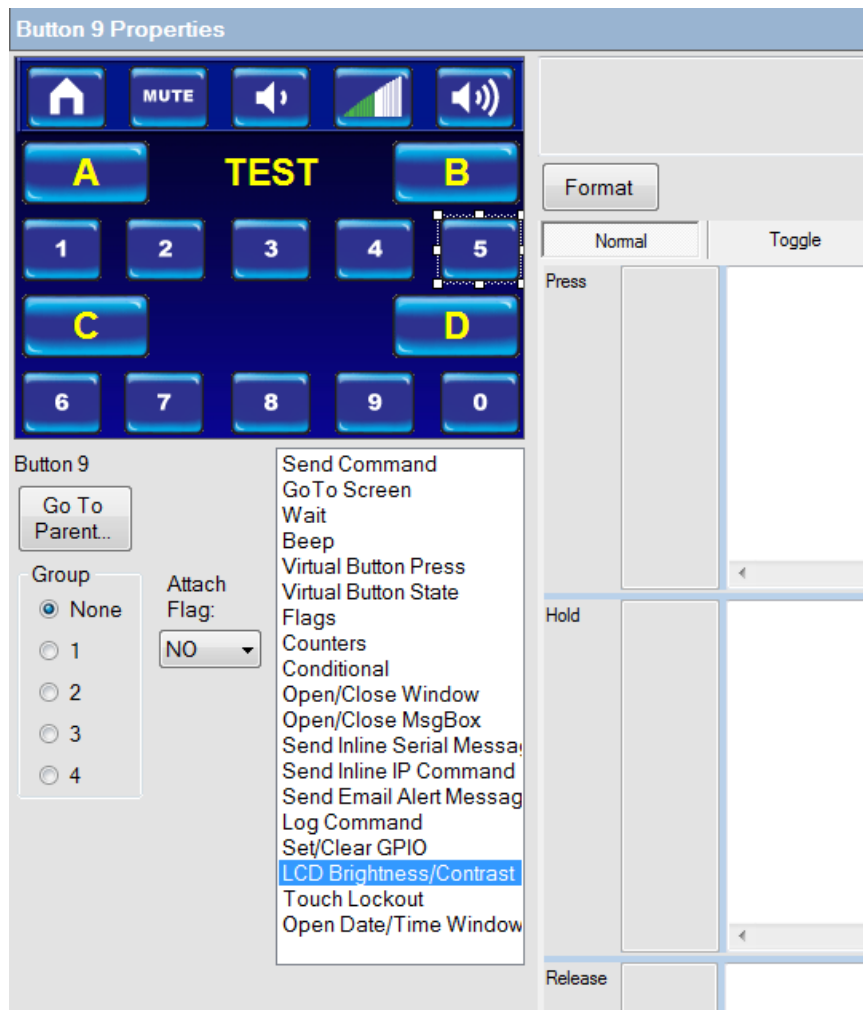 Button 9 Properties
MUTE
A TEST B
1 2 3 4 5
C D
6 7 8 9 0
Button 9
Go To
Parent...
Group
None
1
2
3
4
Attach
Flag:
NO
Send Command
GoTo Screen
Wait
Beep
Virtual Button Press
Virtual Button State
Flags
Counters
Conditional
Open/Close Window
Open/Close MsgBox
Send Inline Serial Messa
Send Inline IP Command
Send Email Alert Messag
Log Command
Set/Clear GPIO
LCD Brightness/Contrast
Touch Lockout
Open Date/Time Window
Format
Normal Toggle
Press
Hold
Release